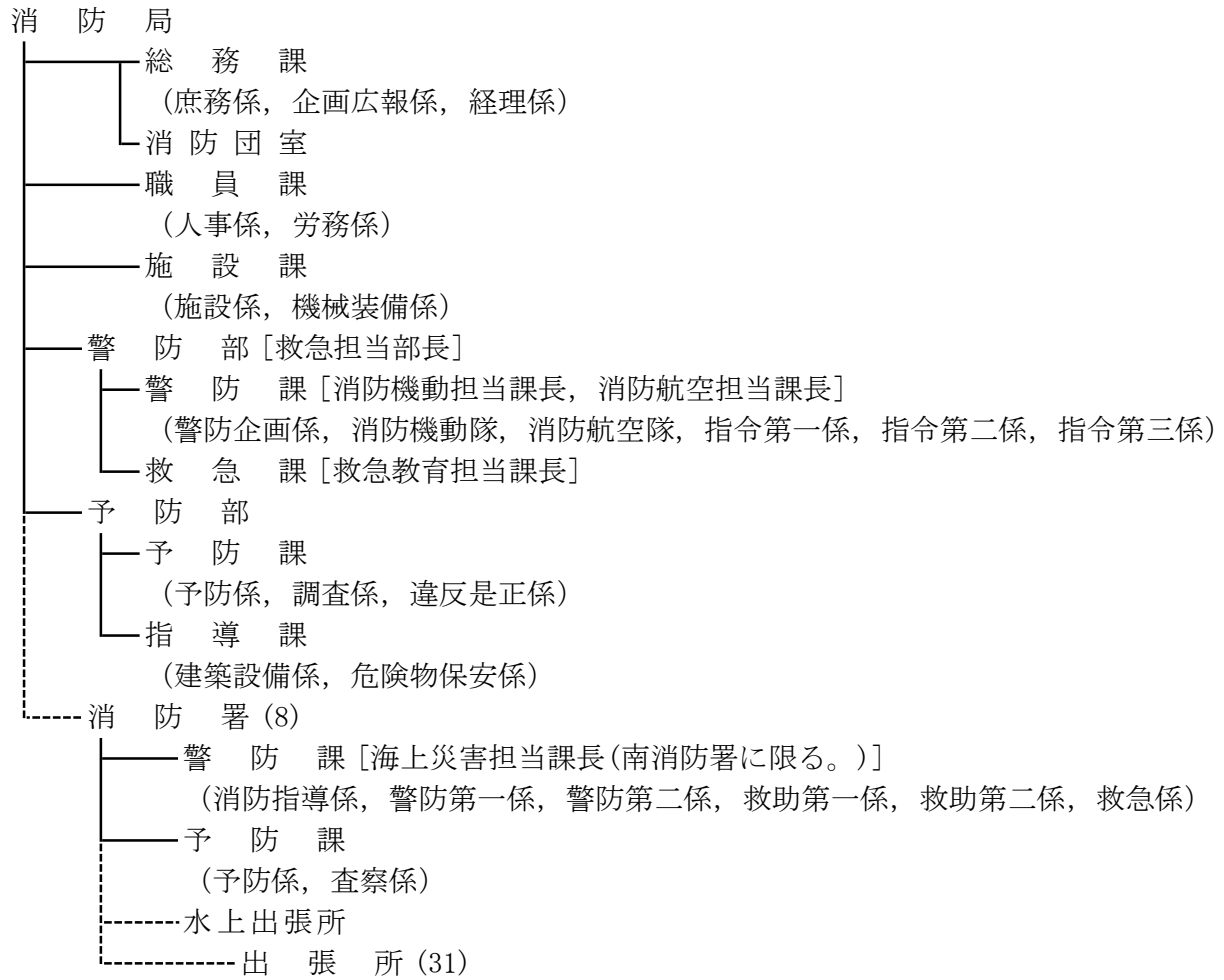 消防局
総務課
（庶務係，企画広報係，経理係）
消防団室
職員課
（人事係，労務係）
施設課
（施設係，機械装備係）
警防部［救急担当部長］
警防課［消防機動担当課長，消防航空担当課長］
（警防企画係，消防機動隊，消防航空隊，指令第一係，指令第二係，指令第三係）
救急課［救急教育担当課長］
予防部
予防課
（予防係，調査係，違反是正係）
指導課
（建築設備係，危険物保安係）
消防署(8)
警防課［海上災害担当課長(南消防署に限る。)］
（消防指導係，警防第一係，警防第二係，救助第一係，救助第二係，救急係）
予防課
（予防係，査察係）
水上出張所
出張所(31)